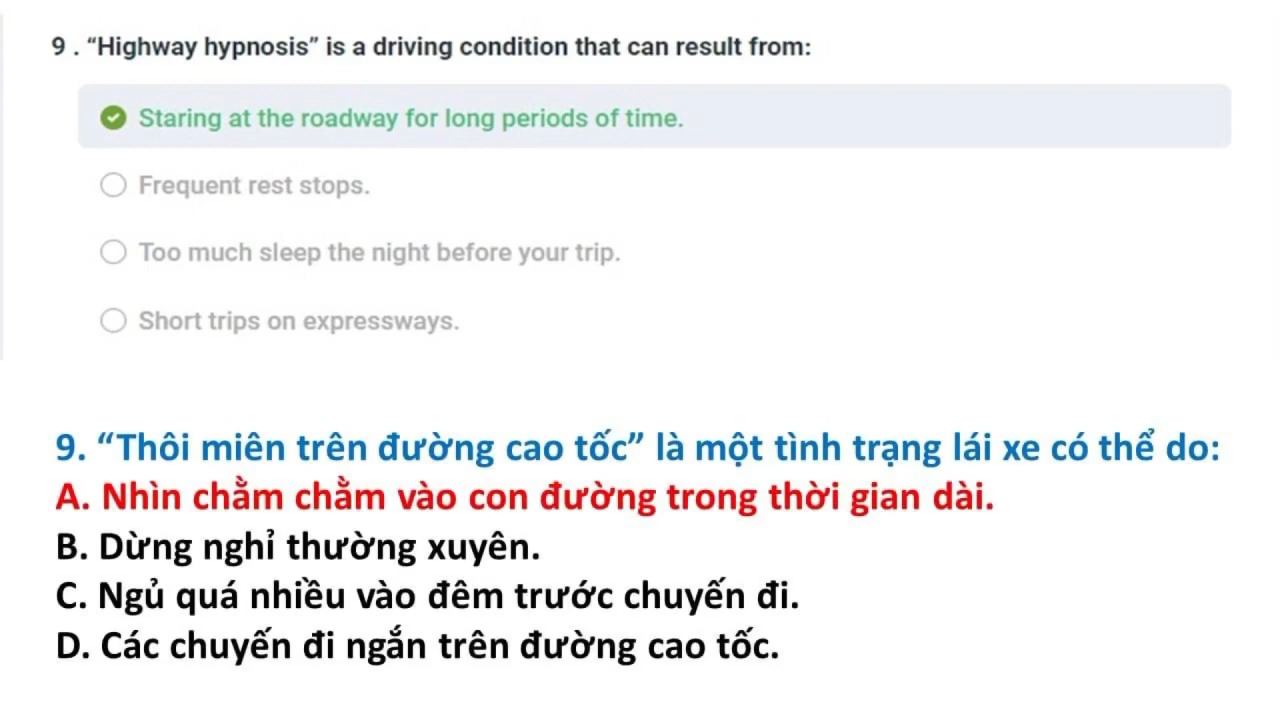 9 . “Highway hypnosis” is a driving condition that can result from:
Staring at the roadway for long periods of time.
Frequent rest stops.
Too much sleep the night before your trip.
Short trips on expressways.
9. “Thôi miên trên đường cao tốc” là một tình trạng lái xe có thể do:
A. Nhìn chằm chằm vào con đường trong thời gian dài.
B. Dừng nghỉ thường xuyên.
C. Ngủ quá nhiều vào đêm trước chuyến đi.
D. Các chuyến đi ngắn trên đường cao tốc.